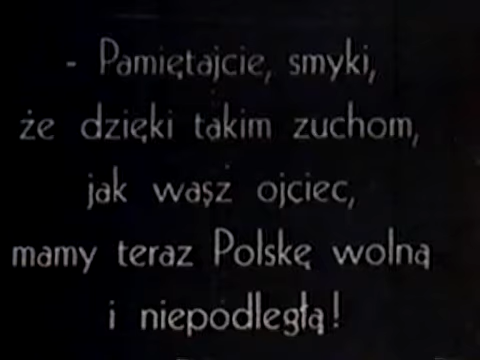 - Pamiętajcie, smyki,
że dzięki takim zuchom,
jak wasz ojciec,
mamy teraz Polskę wolną
i niepodległą!